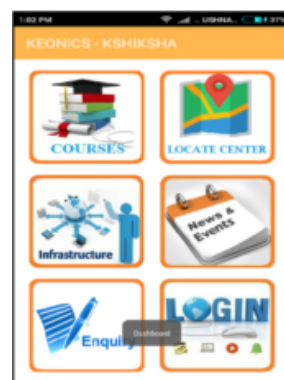 1:02 PM
KEONICS - KSHIKSHA
COURSES
LOCATE CENTER
Infrastructure
News &
Events
Enquiry
LOGIN
Dashboard